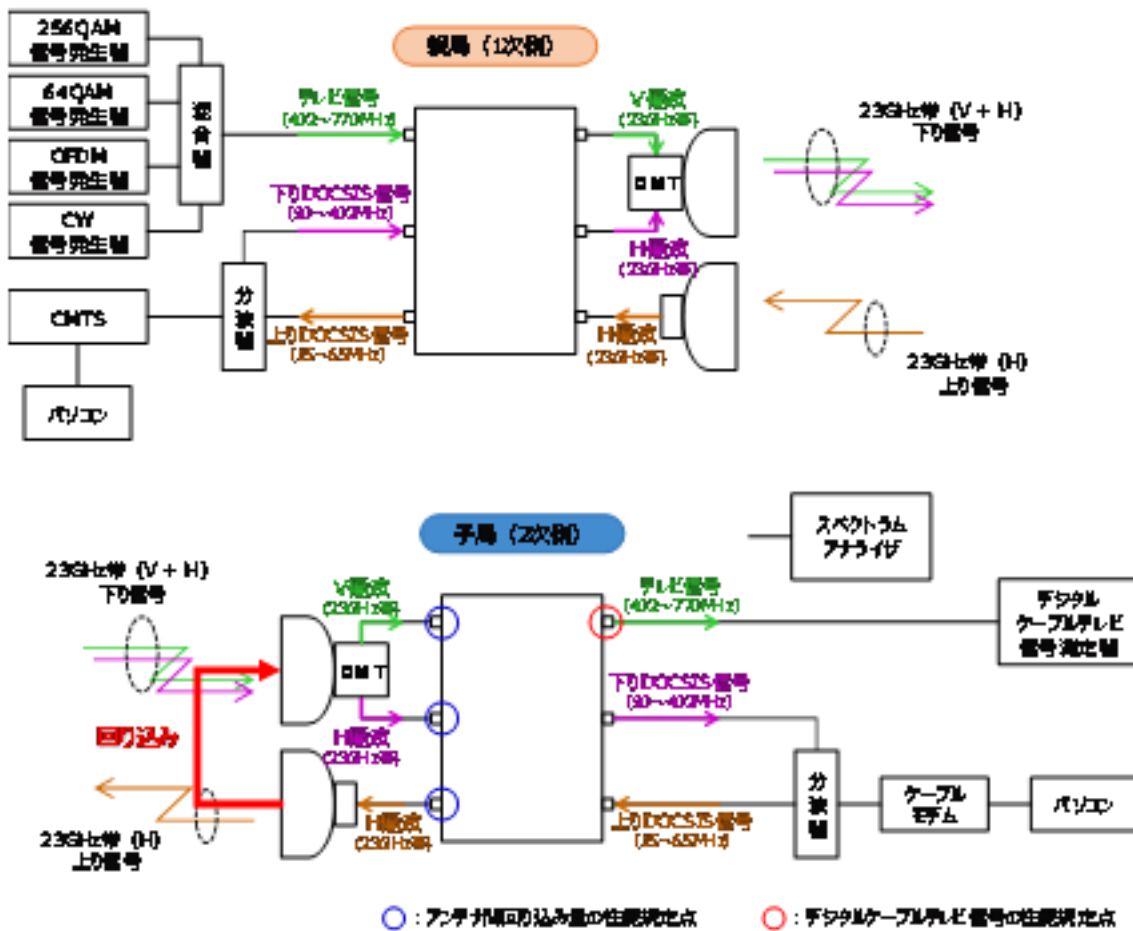 256QAM
信号発生器
64QAM
信号発生器
OFDM
信号発生器
CW
信号発生器
混合器
CMTS
パソコン
分波器
親局（1次側）
テレビ信号
下りDOCSIS信号
(90～400MHz)
上りDOCSIS信号
V偏波
(23GHz帯)
OMT
H偏波
(23GHz帯)
H偏波
(23GHz帯)
23GHz帯（V + H）
下り信号
23GHz帯（H）
上り信号
子局（2次側）
スペクトラム
アナライザ
23GHz帯（V + H）
下り信号
V偏波
(23GHz帯)
OMT
H偏波
(23GHz帯)
回り込み
H偏波
(23GHz帯)
23GHz帯（H）
上り信号
テレビ信号
デジタル
ケーブルテレビ
信号測定器
下りDOCSIS信号
(90～400MHz)
上りDOCSIS信号
分波器
ケーブル
モデム
パソコン
：アンテナ間回り込み量の性能規定点
：デジタルケーブルテレビ信号の性能規定点